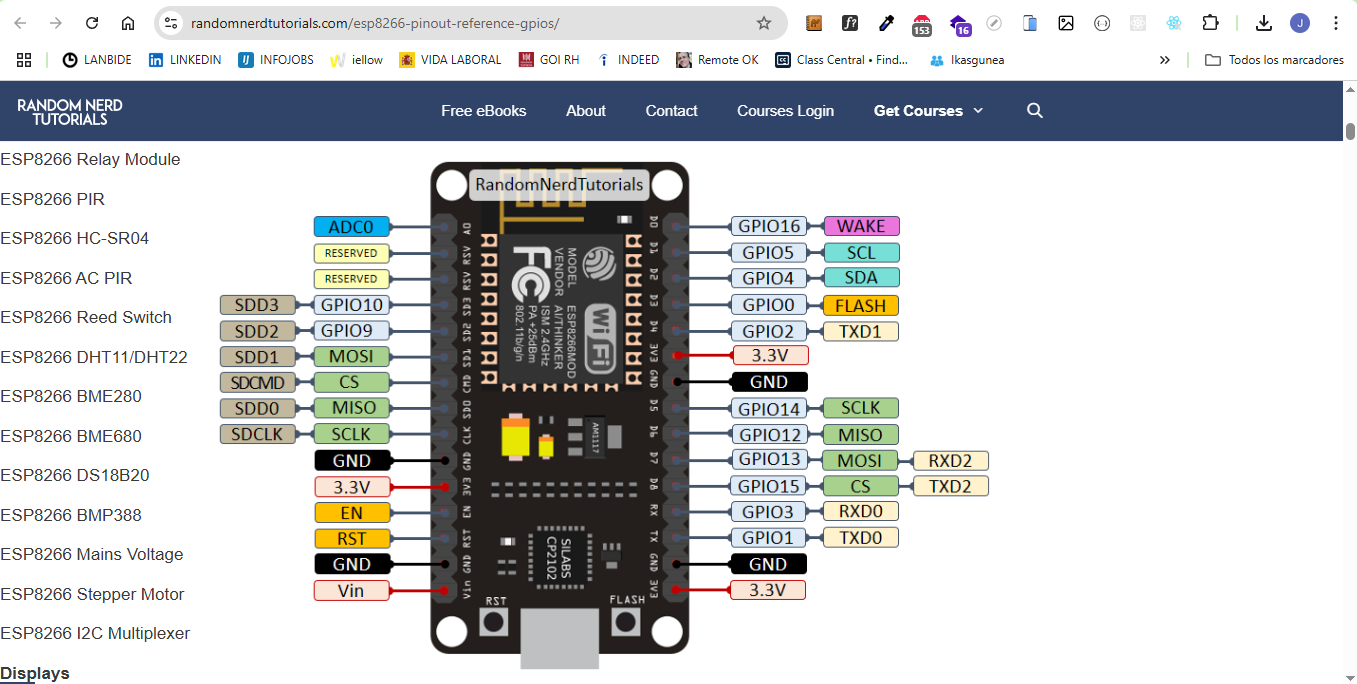 randomnerdtutorials.com/esp8266-pinout-reference-gpios/
153
16
J
LANBIDE
LINKEDIN
INFOJOBS
iellow
VIDA LABORAL
GOI RH
INDEED
Remote OK
Class Central • Find...
Ikasgunea
Todos los marcadores
RANDOM NERD
TUTORIALS
Free eBooks
About
Contact
Courses Login
Get Courses
ESP8266 Relay Module
ESP8266 PIR
ESP8266 HC-SR04
ESP8266 AC PIR
ESP8266 Reed Switch
ESP8266 DHT11/DHT22
ESP8266 BME280
ESP8266 BME680
ESP8266 DS18B20
ESP8266 BMP388
ESP8266 Mains Voltage
ESP8266 Stepper Motor
ESP8266 I2C Multiplexer
Displays
RandomNerdTutorials
ADC0
RESERVED
RESERVED
SDD3 GPIO10
SDD2 GPIO9
SDD1 MOSI
SDCMD CS
SDD0 MISO
SDCLK SCLK
GND
3.3V
EN
RST
GND
Vin
A0
RSV
RSV
SD3
SD2
SD1
CMD
SD0
CLK
GND
3V3
EN
RST
GND
Vin
MODEL ESP8266MOD
VENDOR AI/THINKER
ISM 2.4GHz
PA +25dBm
802.11b/g/n
FC
WiFi
AM1117
SILABS
CP2102
RST
FLASH
D0
D1
D2
D3
D4
3V3
GND
D5
D6
D7
D8
RX
TX
GND
3V3
GPIO16 WAKE
GPIO5 SCL
GPIO4 SDA
GPIO0 FLASH
GPIO2 TXD1
3.3V
GND
GPIO14 SCLK
GPIO12 MISO
GPIO13 MOSI RXD2
GPIO15 CS TXD2
GPIO3 RXD0
GPIO1 TXD0
GND
3.3V